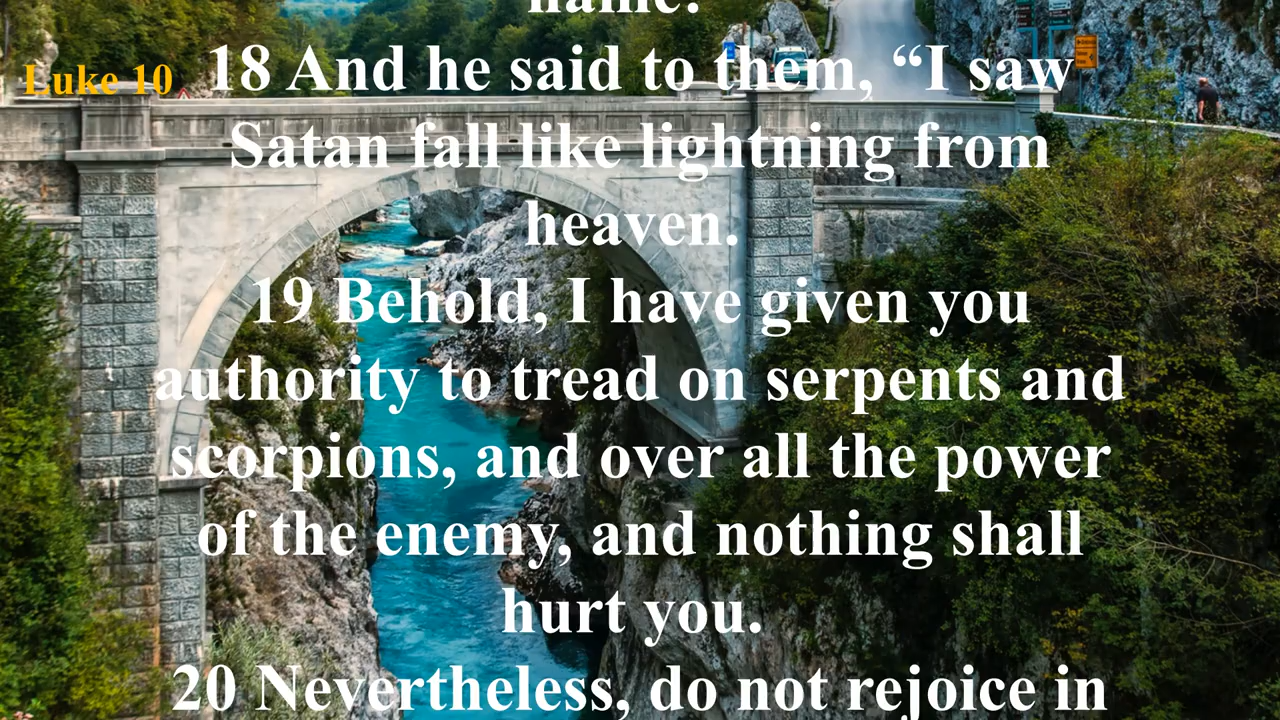 name."
Luke 10
18 And he said to them, “I saw
Satan fall like lightning from
heaven.
19 Behold, I have given you
authority to tread on serpents and
scorpions, and over all the power
of the enemy, and nothing shall
hurt you.
20 Nevertheless, do not rejoice in